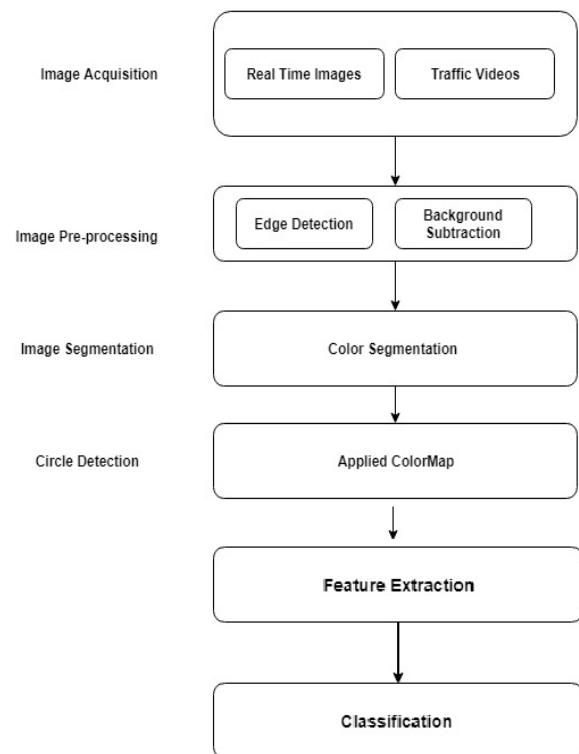 Image Acquisition
Real Time Images
Traffic Videos
Image Pre-processing
Edge Detection
Background
Subtraction
Image Segmentation
Color Segmentation
Circle Detection
Applied ColorMap
Feature Extraction
Classification